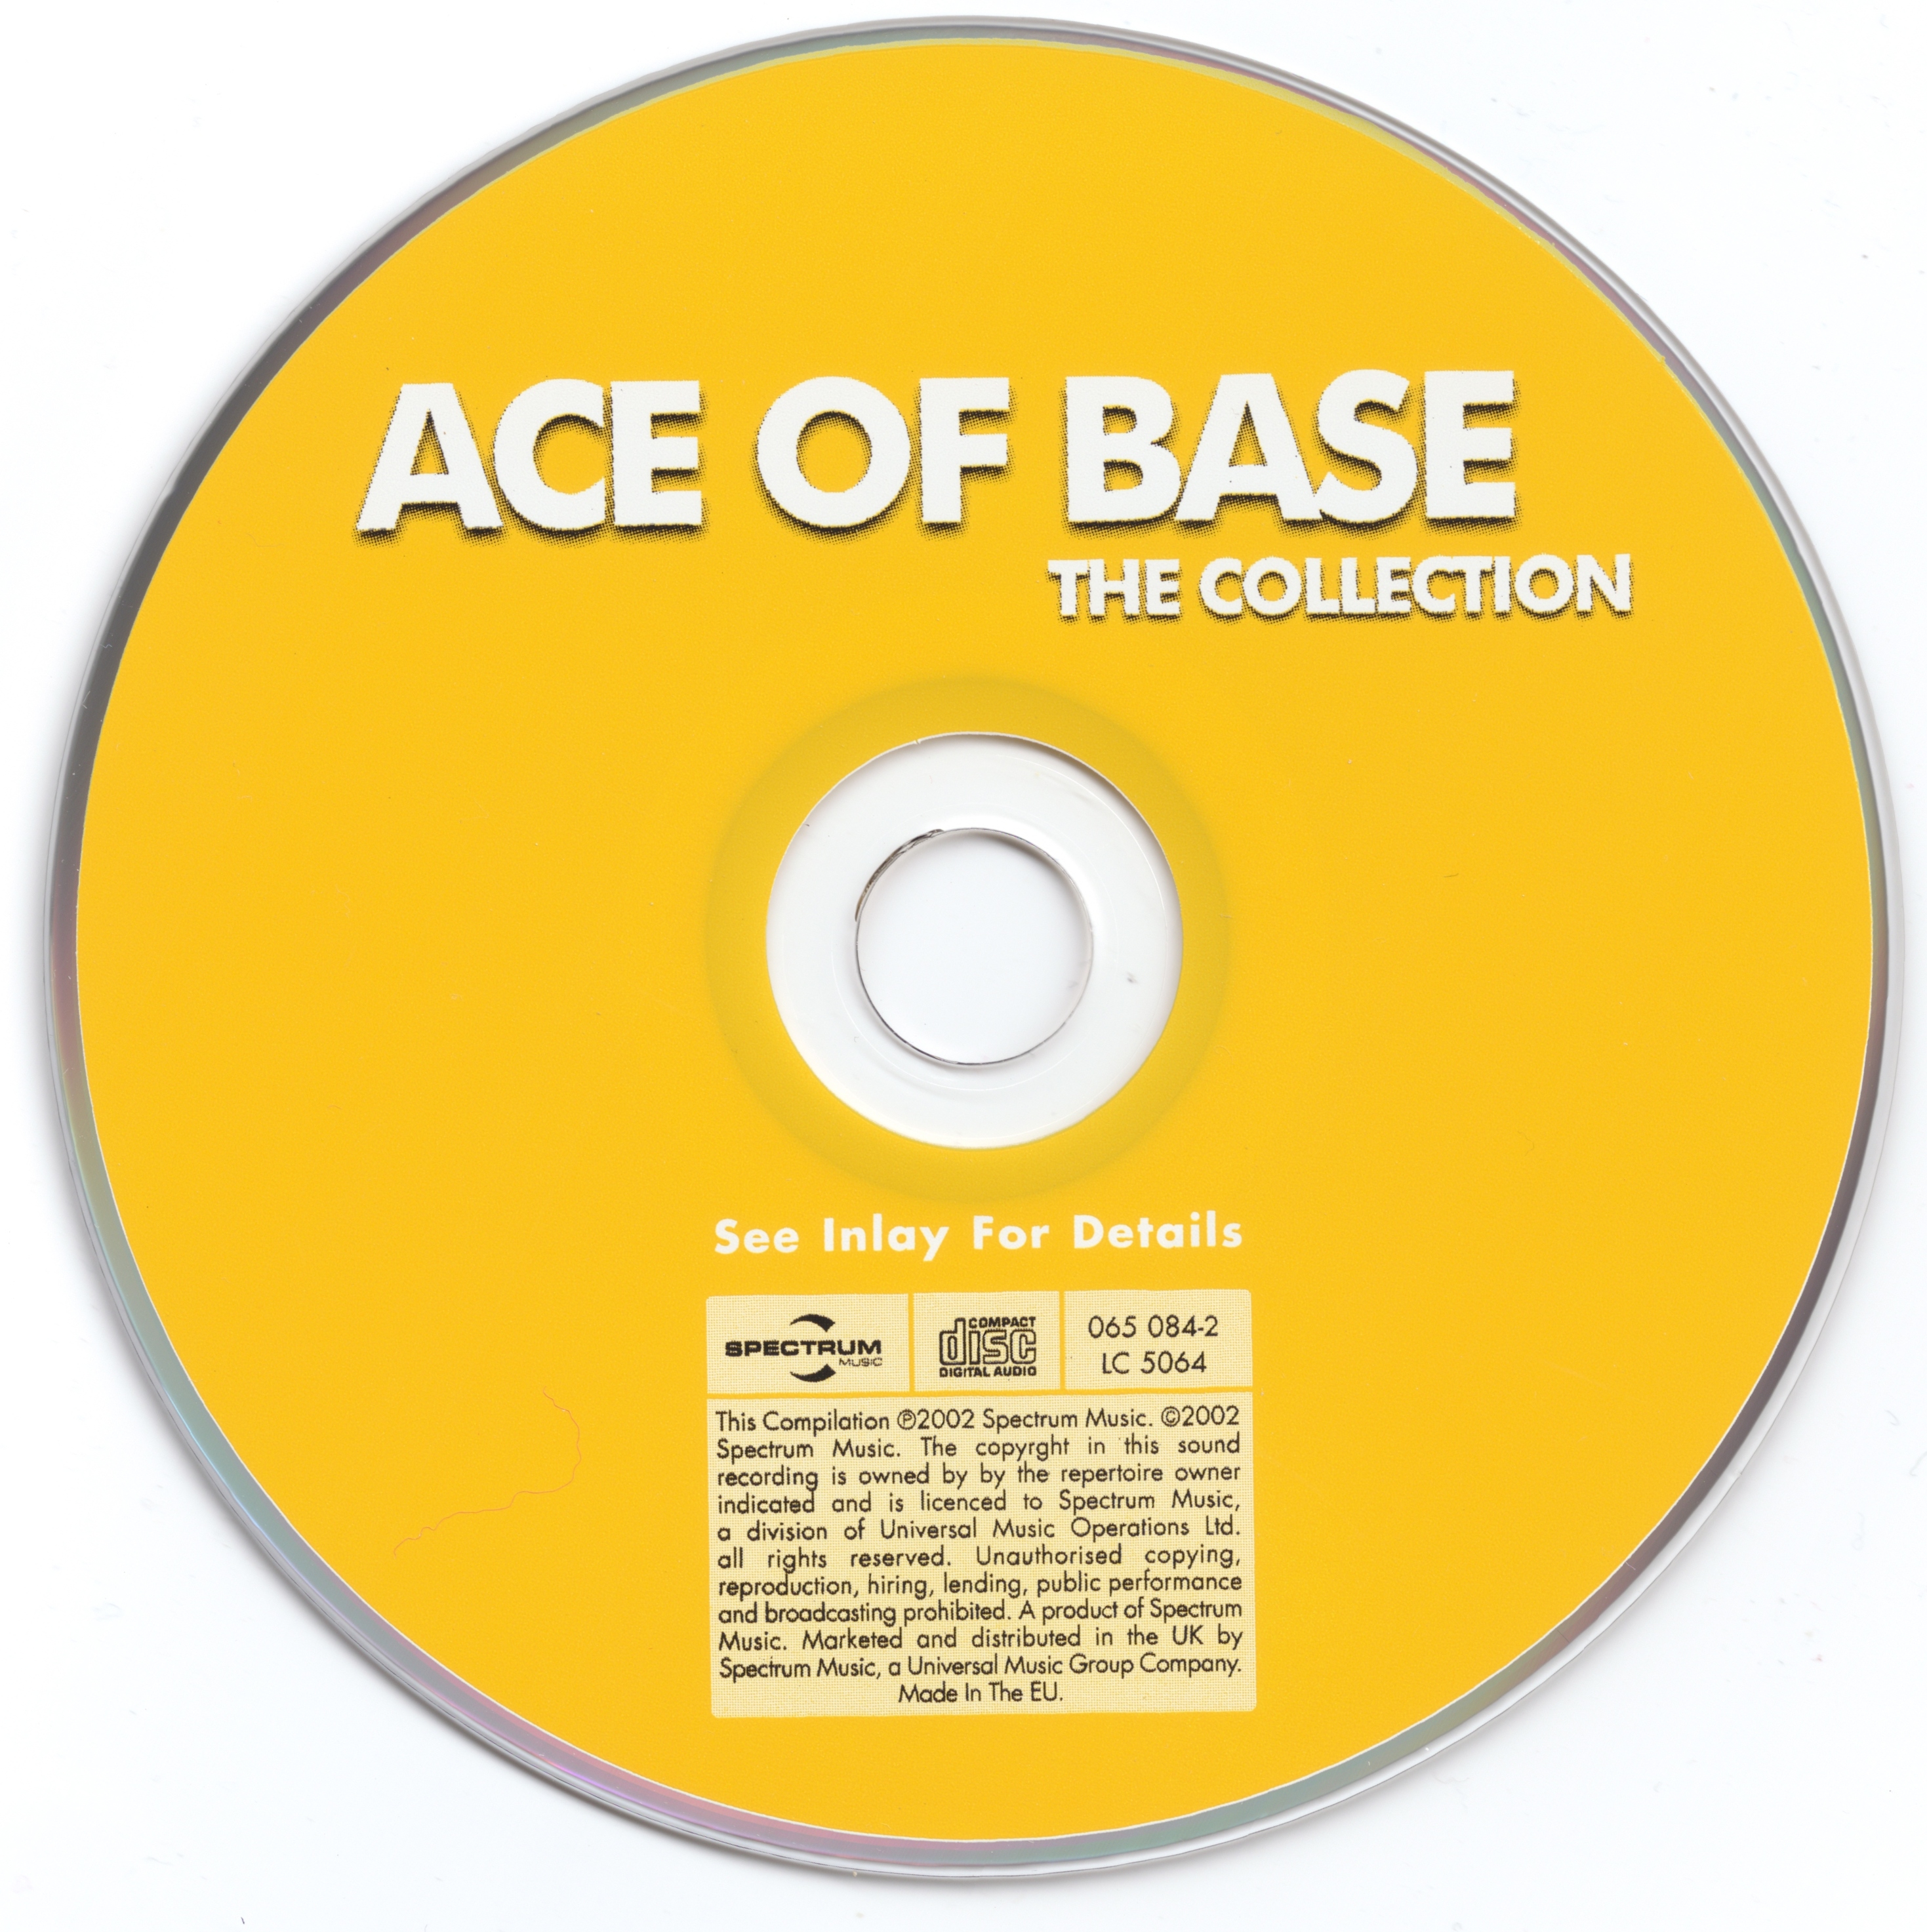 ACE OF BASE
THE COLLECTION
See Inlay For Details
SPECTRUM
MUSIC
COMPACT
disc
DIGITAL AUDIO
065 084-2
LC 5064
This Compilation ℗2002 Spectrum Music. ©2002
Spectrum Music. The copyrght in this sound
recording is owned by by the repertoire owner
indicated and is licenced to Spectrum Music,
a division of Universal Music Operations Ltd.
all rights reserved. Unauthorised copying,
reproduction, hiring, lending, public performance
and broadcasting prohibited. A product of Spectrum
Music. Marketed and distributed in the UK by
Spectrum Music, a Universal Music Group Company.
Made In The EU.